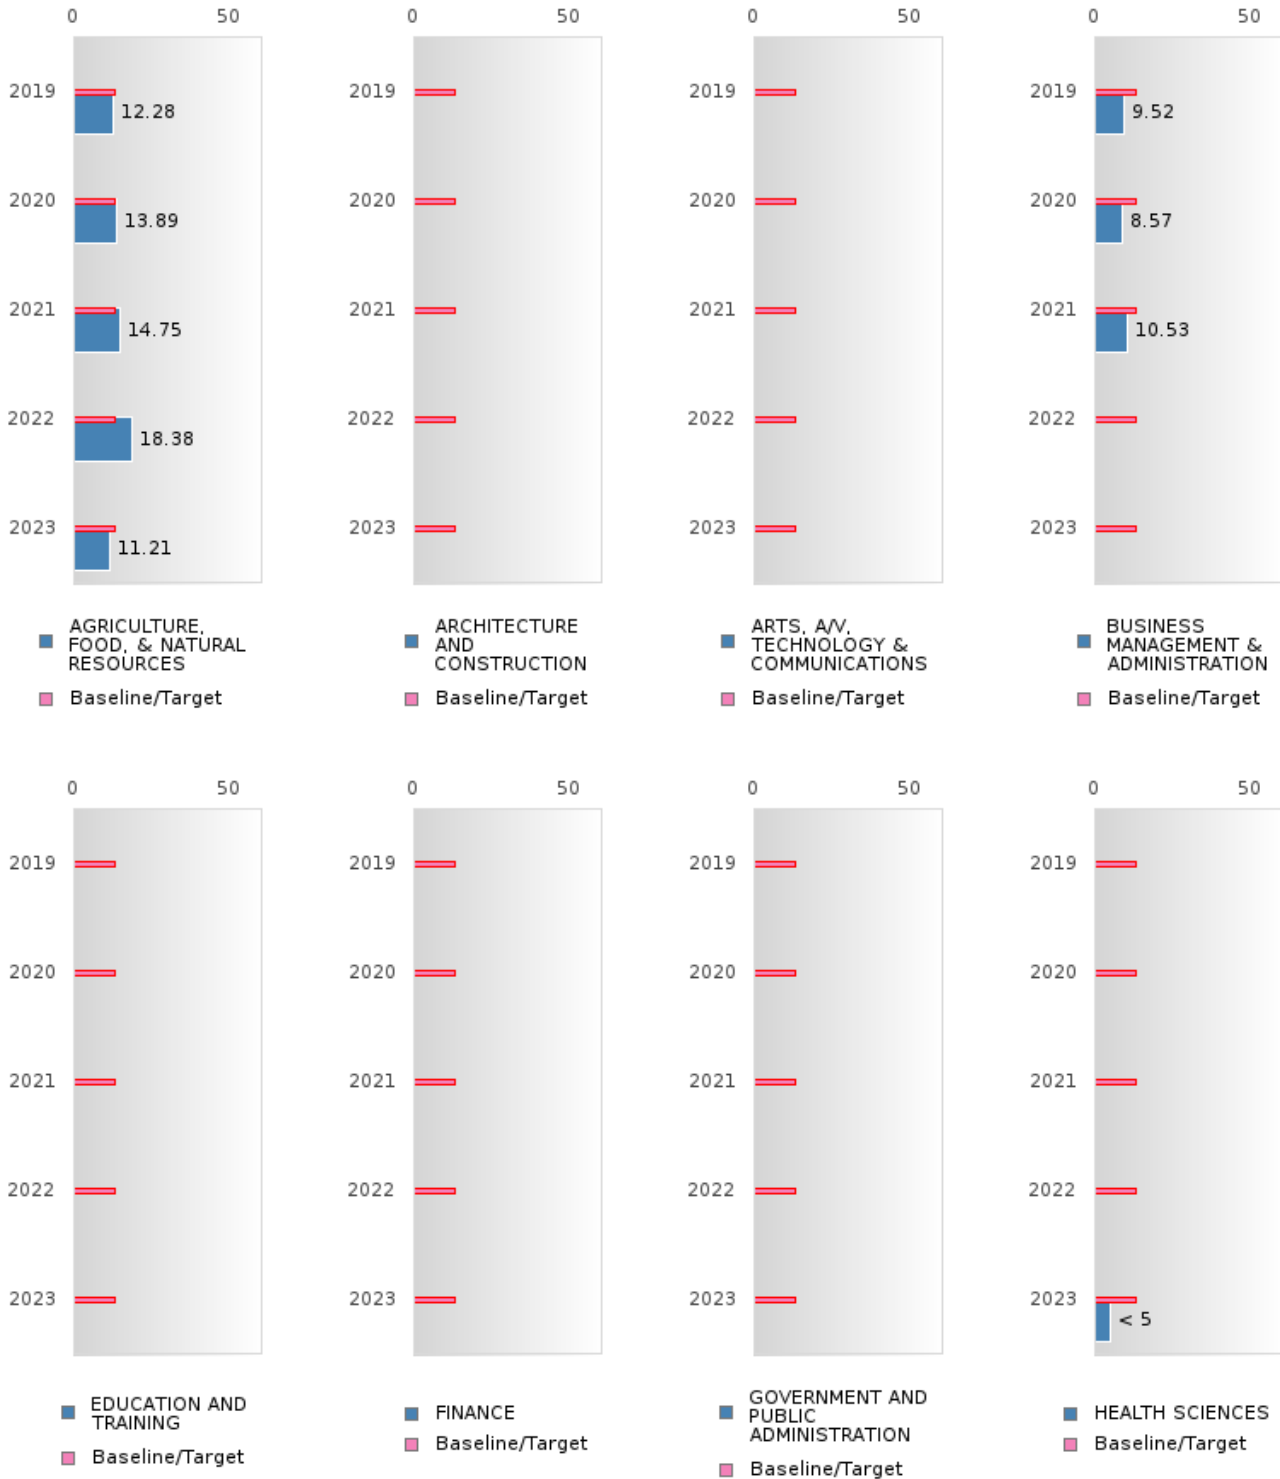 0 50
2019 12.28
2020 13.89
2021 14.75
2022 18.38
2023 11.21
AGRICULTURE,
FOOD, & NATURAL
RESOURCES
Baseline/Target
0 50
2019
2020
2021
2022
2023
ARCHITECTURE
AND
CONSTRUCTION
Baseline/Target
0 50
2019
2020
2021
2022
2023
ARTS, A/V,
TECHNOLOGY &
COMMUNICATIONS
Baseline/Target
0 50
2019 9.52
2020 8.57
2021 10.53
2022
2023
BUSINESS
MANAGEMENT &
ADMINISTRATION
Baseline/Target
0 50
2019
2020
2021
2022
2023
EDUCATION AND
TRAINING
Baseline/Target
0 50
2019
2020
2021
2022
2023
FINANCE
Baseline/Target
0 50
2019
2020
2021
2022
2023
GOVERNMENT AND
PUBLIC
ADMINISTRATION
Baseline/Target
0 50
2019
2020
2021
2022
2023 < 5
HEALTH SCIENCES
Baseline/Target